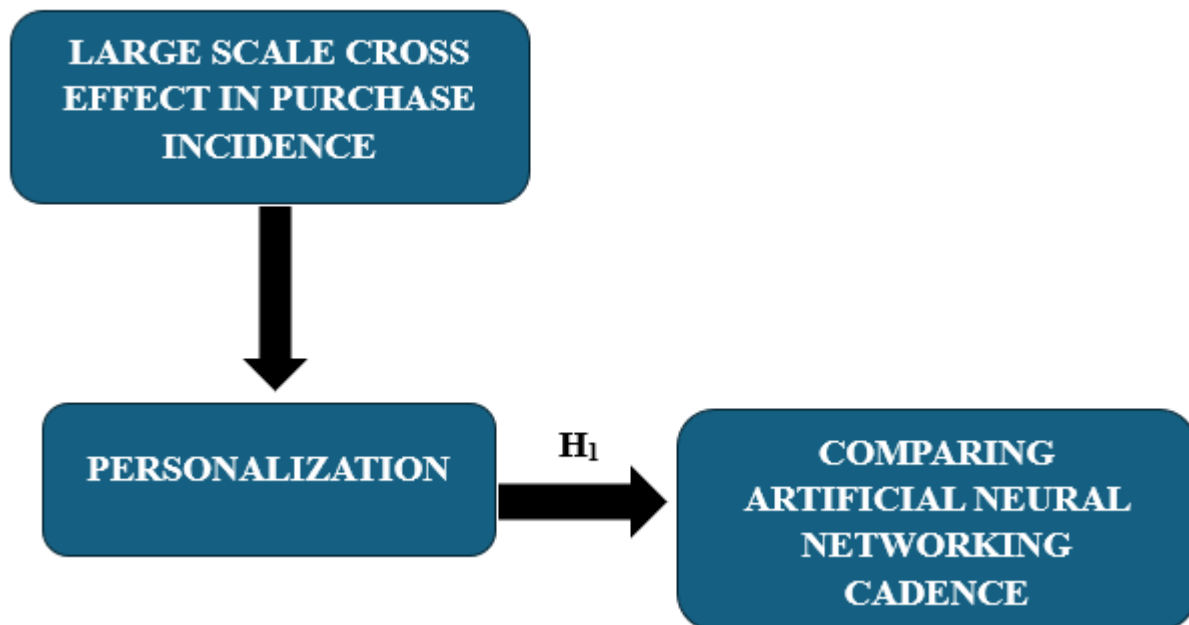 LARGE SCALE CROSS
EFFECT IN PURCHASE
INCIDENCE
PERSONALIZATION
H₁
COMPARING
ARTIFICIAL NEURAL
NETWORKING
CADENCE